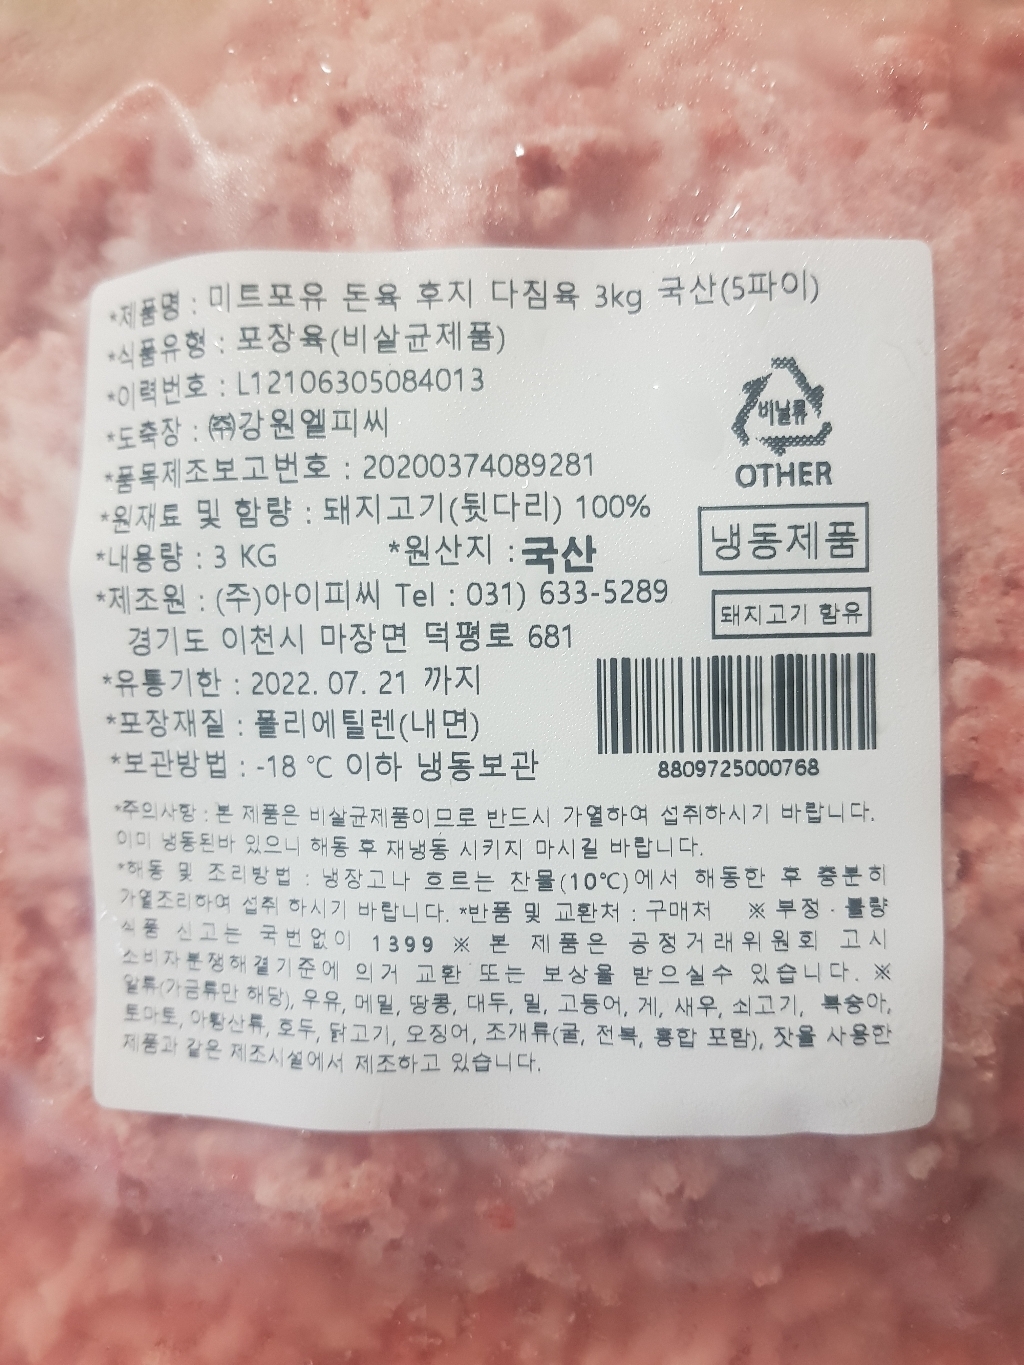 *제품명 : 미트포유 돈육 후지 다짐육 3kg 국산(5파이)
*식품유형 : 포장육(비살균제품)
*이력번호 : L12106305084013
*도축장 : ㈜강원엘피씨
*품목제조보고번호 : 20200374089281
*원재료 및 함량 : 돼지고기(뒷다리) 100%
*내용량 : 3 KG *원산지 : 국산
*제조원 : (주)아이피씨 Tel : 031) 633-5289
경기도 이천시 마장면 덕평로 681
*유통기한 : 2022. 07. 21 까지
*포장재질 : 폴리에틸렌(내면)
*보관방법 : -18 ℃ 이하 냉동보관
비닐류
OTHER
냉동제품
돼지고기 함유
8809725000768
*주의사항 : 본 제품은 비살균제품이므로 반드시 가열하여 섭취하시기 바랍니다.
이미 냉동된바 있으니 해동 후 재냉동 시키지 마시길 바랍니다.
*해동 및 조리방법 : 냉장고나 흐르는 찬물(10℃)에서 해동한 후 충분히
가열조리하여 섭취 하시기 바랍니다. *반품 및 교환처 : 구매처 ※ 부정 · 불량
식품 신고는 국번없이 1399 ※ 본 제품은 공정거래위원회 고시
소비자분쟁해결기준에 의거 교환 또는 보상을 받으실수 있습니다. ※
알류(가금류만 해당), 우유, 메밀, 땅콩, 대두, 밀, 고등어, 게, 새우, 쇠고기, 복숭아,
토마토, 아황산류, 호두, 닭고기, 오징어, 조개류(굴, 전복, 홍합 포함), 잣을 사용한
제품과 같은 제조시설에서 제조하고 있습니다.